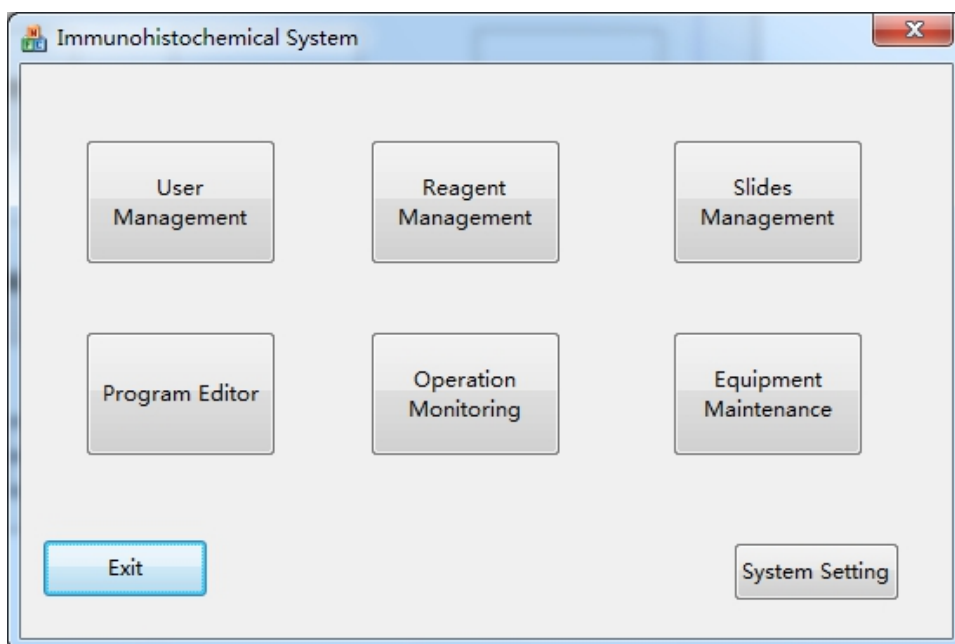 Immunohistochemical System
User
Management
Reagent
Management
Slides
Management
Program Editor
Operation
Monitoring
Equipment
Maintenance
Exit
System Setting